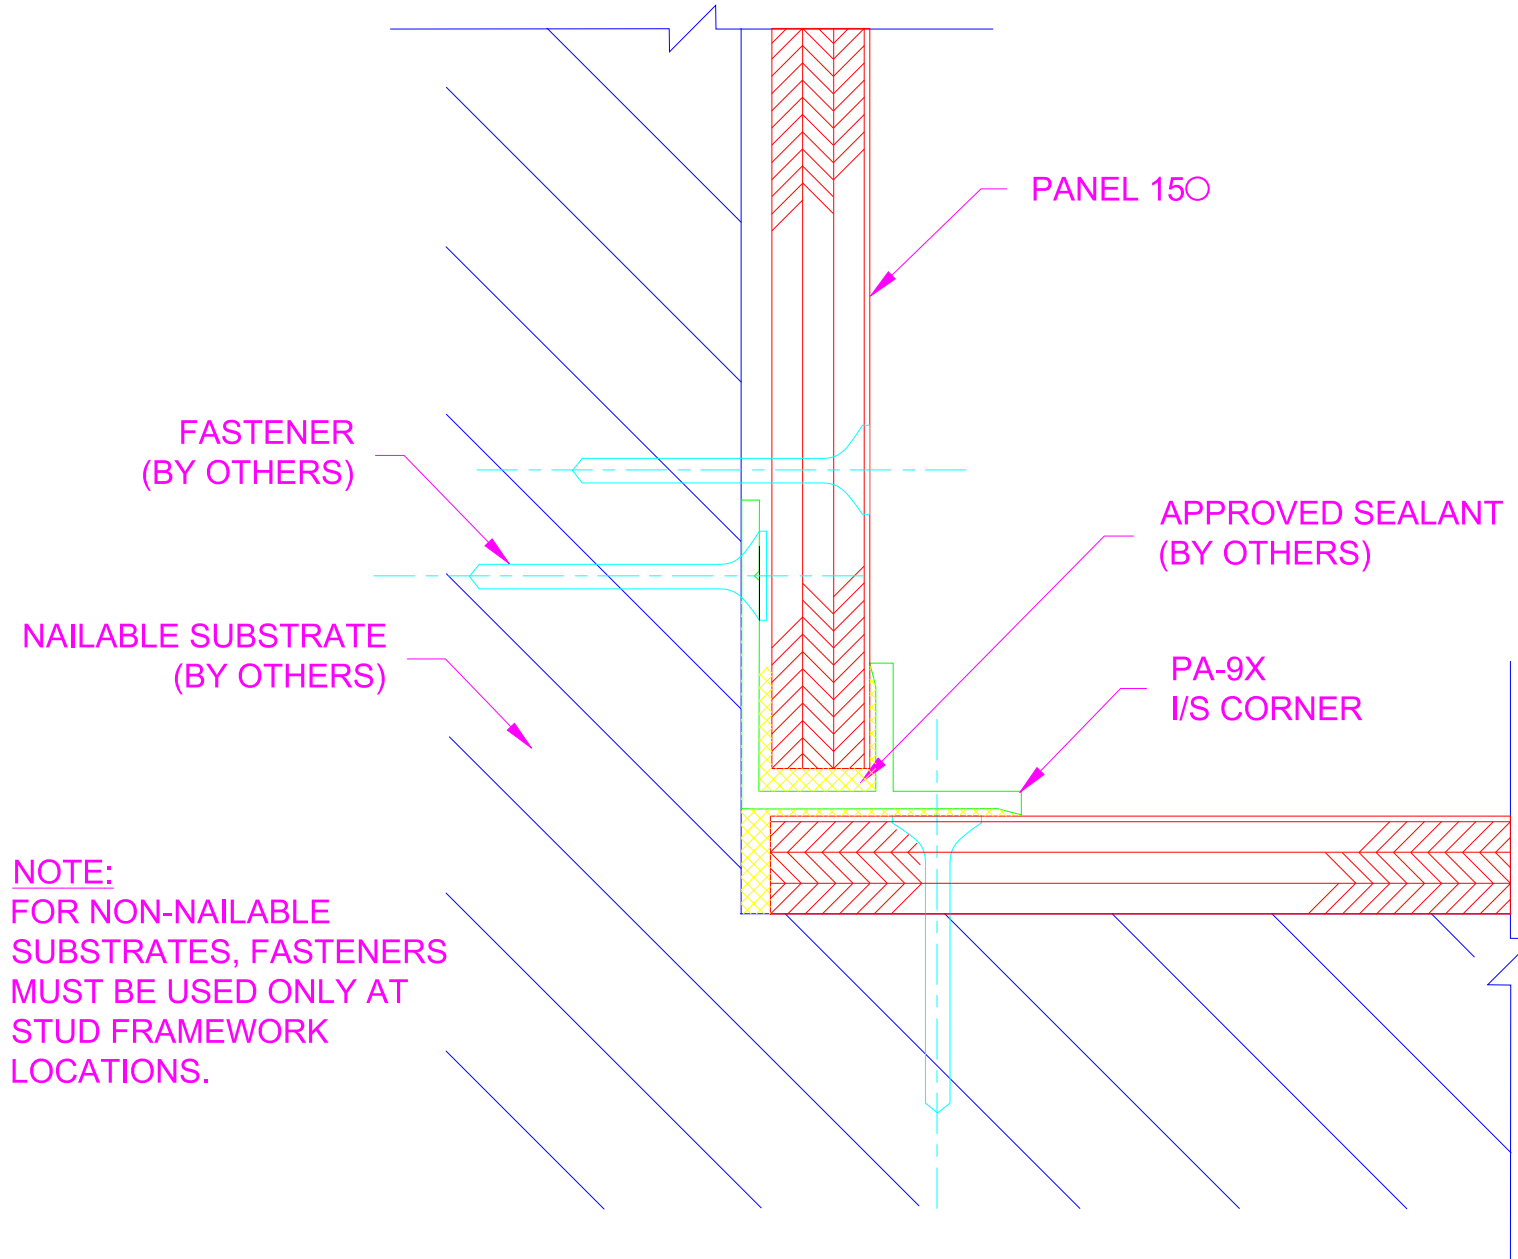 PANEL 15○
FASTENER
(BY OTHERS)
APPROVED SEALANT
(BY OTHERS)
NAILABLE SUBSTRATE
(BY OTHERS)
PA-9X
I/S CORNER
NOTE:
FOR NON-NAILABLE
SUBSTRATES, FASTENERS
MUST BE USED ONLY AT
STUD FRAMEWORK
LOCATIONS.